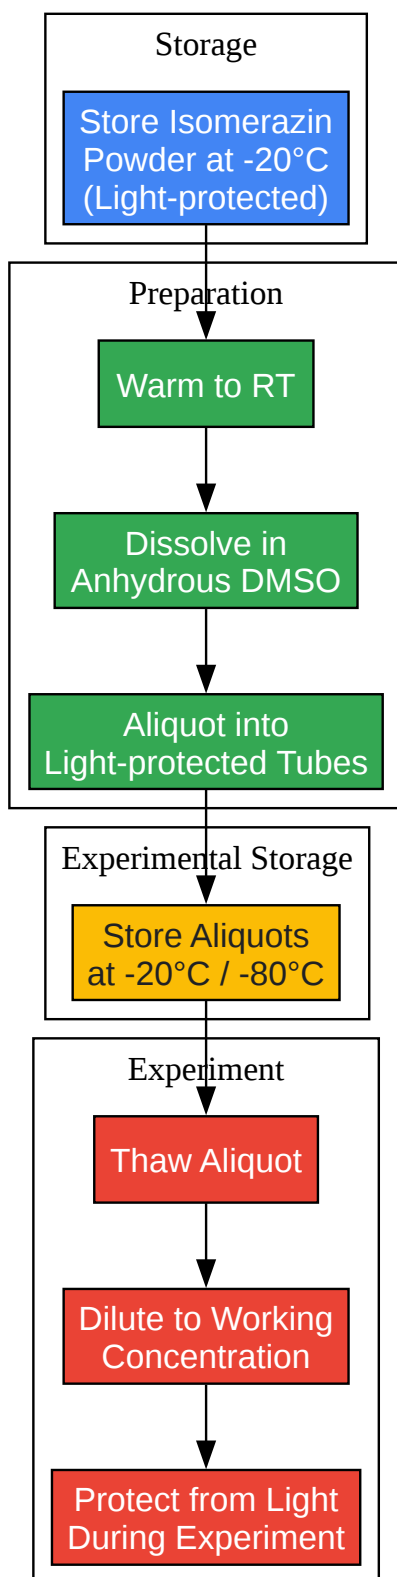 Storage
Store Isomerazin
Powder at -20°C
(Light-protected)
Preparation
Warm to RT
Dissolve in
Anhydrous DMSO
Aliquot into
Light-protected Tubes
Experimental Storage
Store Aliquots
at -20°C / -80°C
Experiment
Thaw Aliquot
Dilute to Working
Concentration
Protect from Light
During Experiment